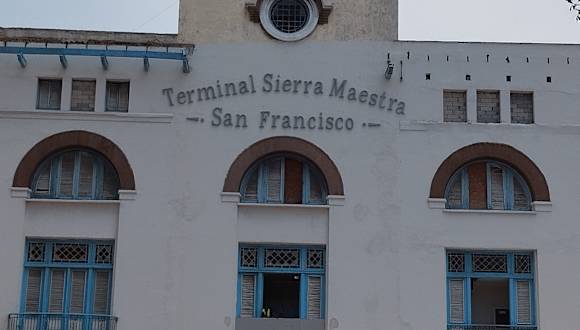 Terminal Sierra Maestra
-· San Francisco ·-